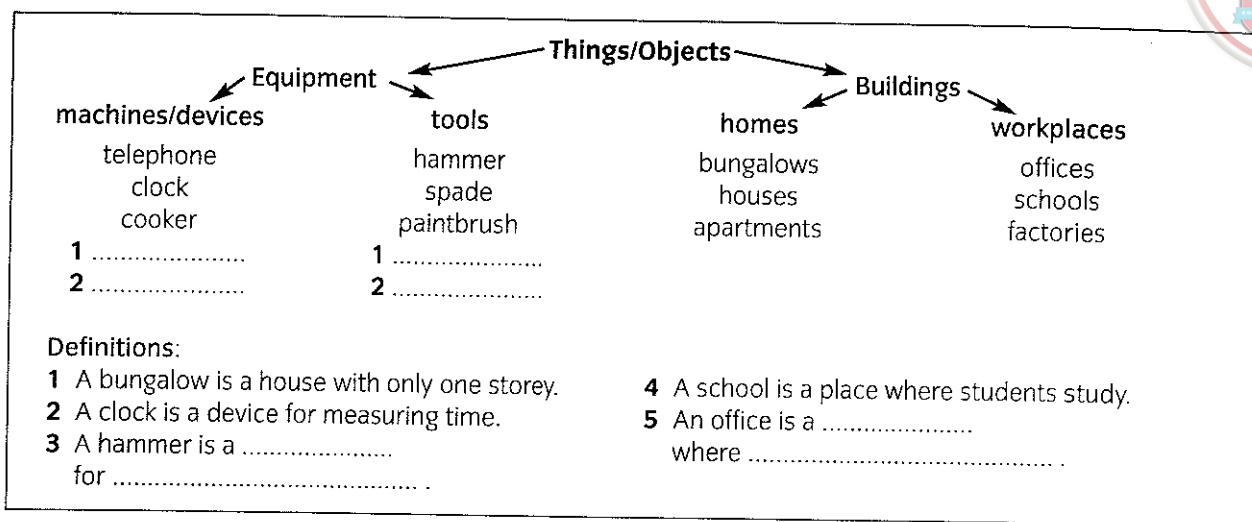 Things/Objects
Equipment
Buildings
machines/devices
tools
homes
workplaces
telephone
clock
cooker
1 ......................
2 ......................
hammer
spade
paintbrush
1 ......................
2 ......................
bungalows
houses
apartments
offices
schools
factories
Definitions:
1 A bungalow is a house with only one storey.
2 A clock is a device for measuring time.
3 A hammer is a ......................
for ............................................ .
4 A school is a place where students study.
5 An office is a ......................
where ............................................ .